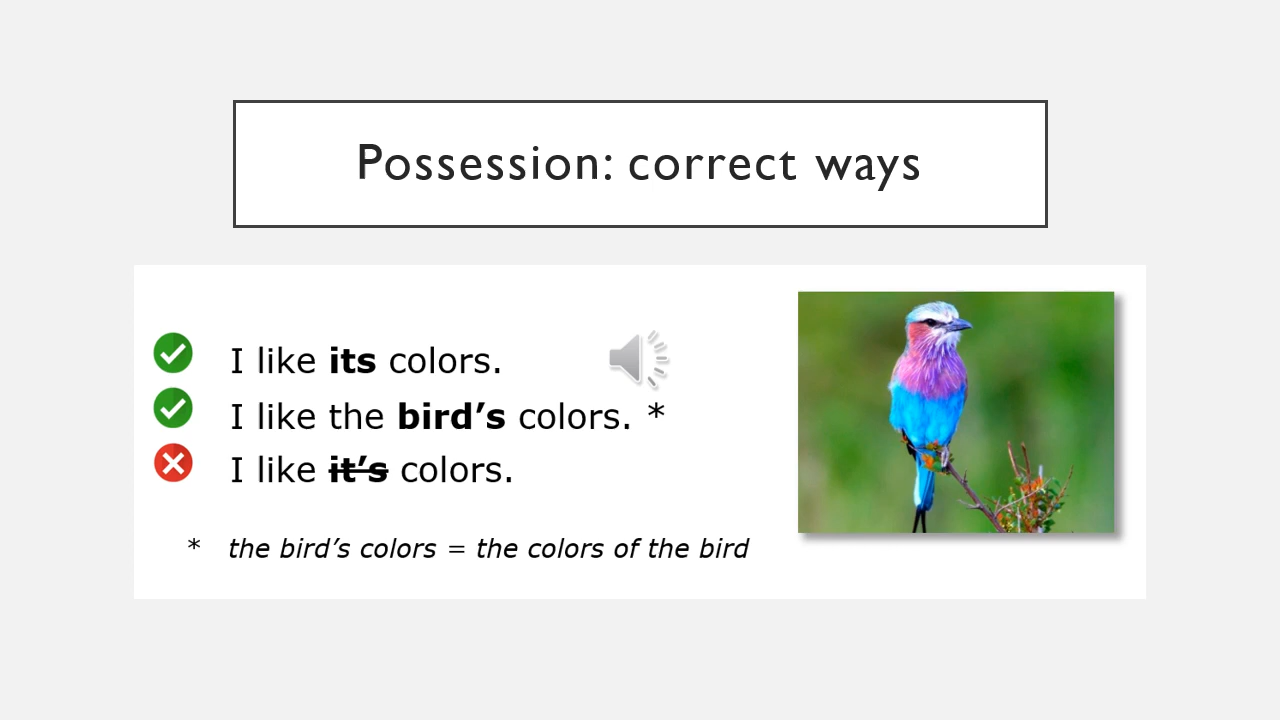 Possession: correct ways
I like its colors.
I like the bird’s colors. *
I like it’s colors.
* the bird’s colors = the colors of the bird